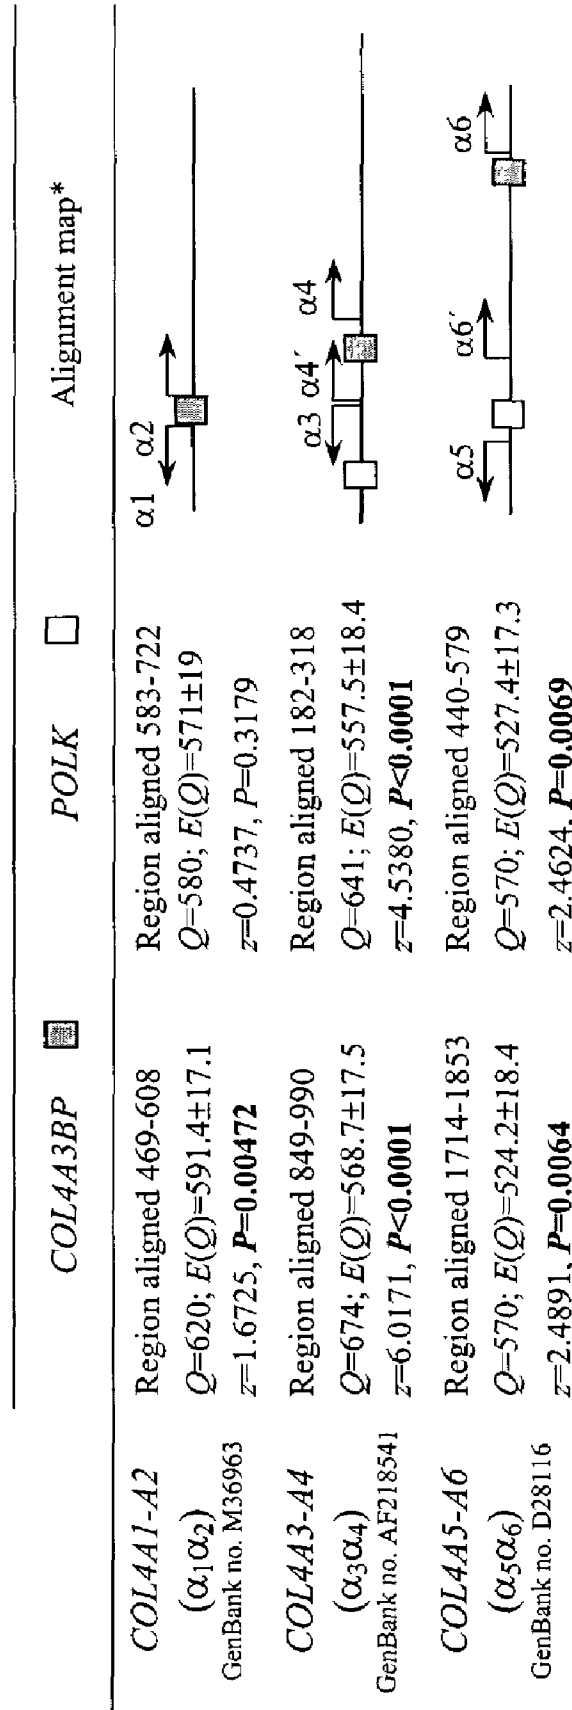 COL4A3BP POLK Alignment map*
COL4A1-A2 Region aligned 469-608 Region aligned 583-722
(α1α2) Q=620; E(Q)=591.4±17.1 Q=580; E(Q)=571±19
GenBank no. M36963 z=1.6725, P=0.00472 z=0.4737, P=0.3179
α1 α2
COL4A3-A4 Region aligned 849-990 Region aligned 182-318
(α3α4) Q=674; E(Q)=568.7±17.5 Q=641; E(Q)=557.5±18.4
GenBank no. AF218541 z=6.0171, P<0.0001 z=4.5380, P<0.0001
α3 α4′ α4
COL4A5-A6 Region aligned 1714-1853 Region aligned 440-579
(α5α6) Q=570; E(Q)=524.2±18.4 Q=570; E(Q)=527.4±17.3
GenBank no. D28116 z=2.4891, P=0.0064 z=2.4624, P=0.0069
α5 α6′ α6